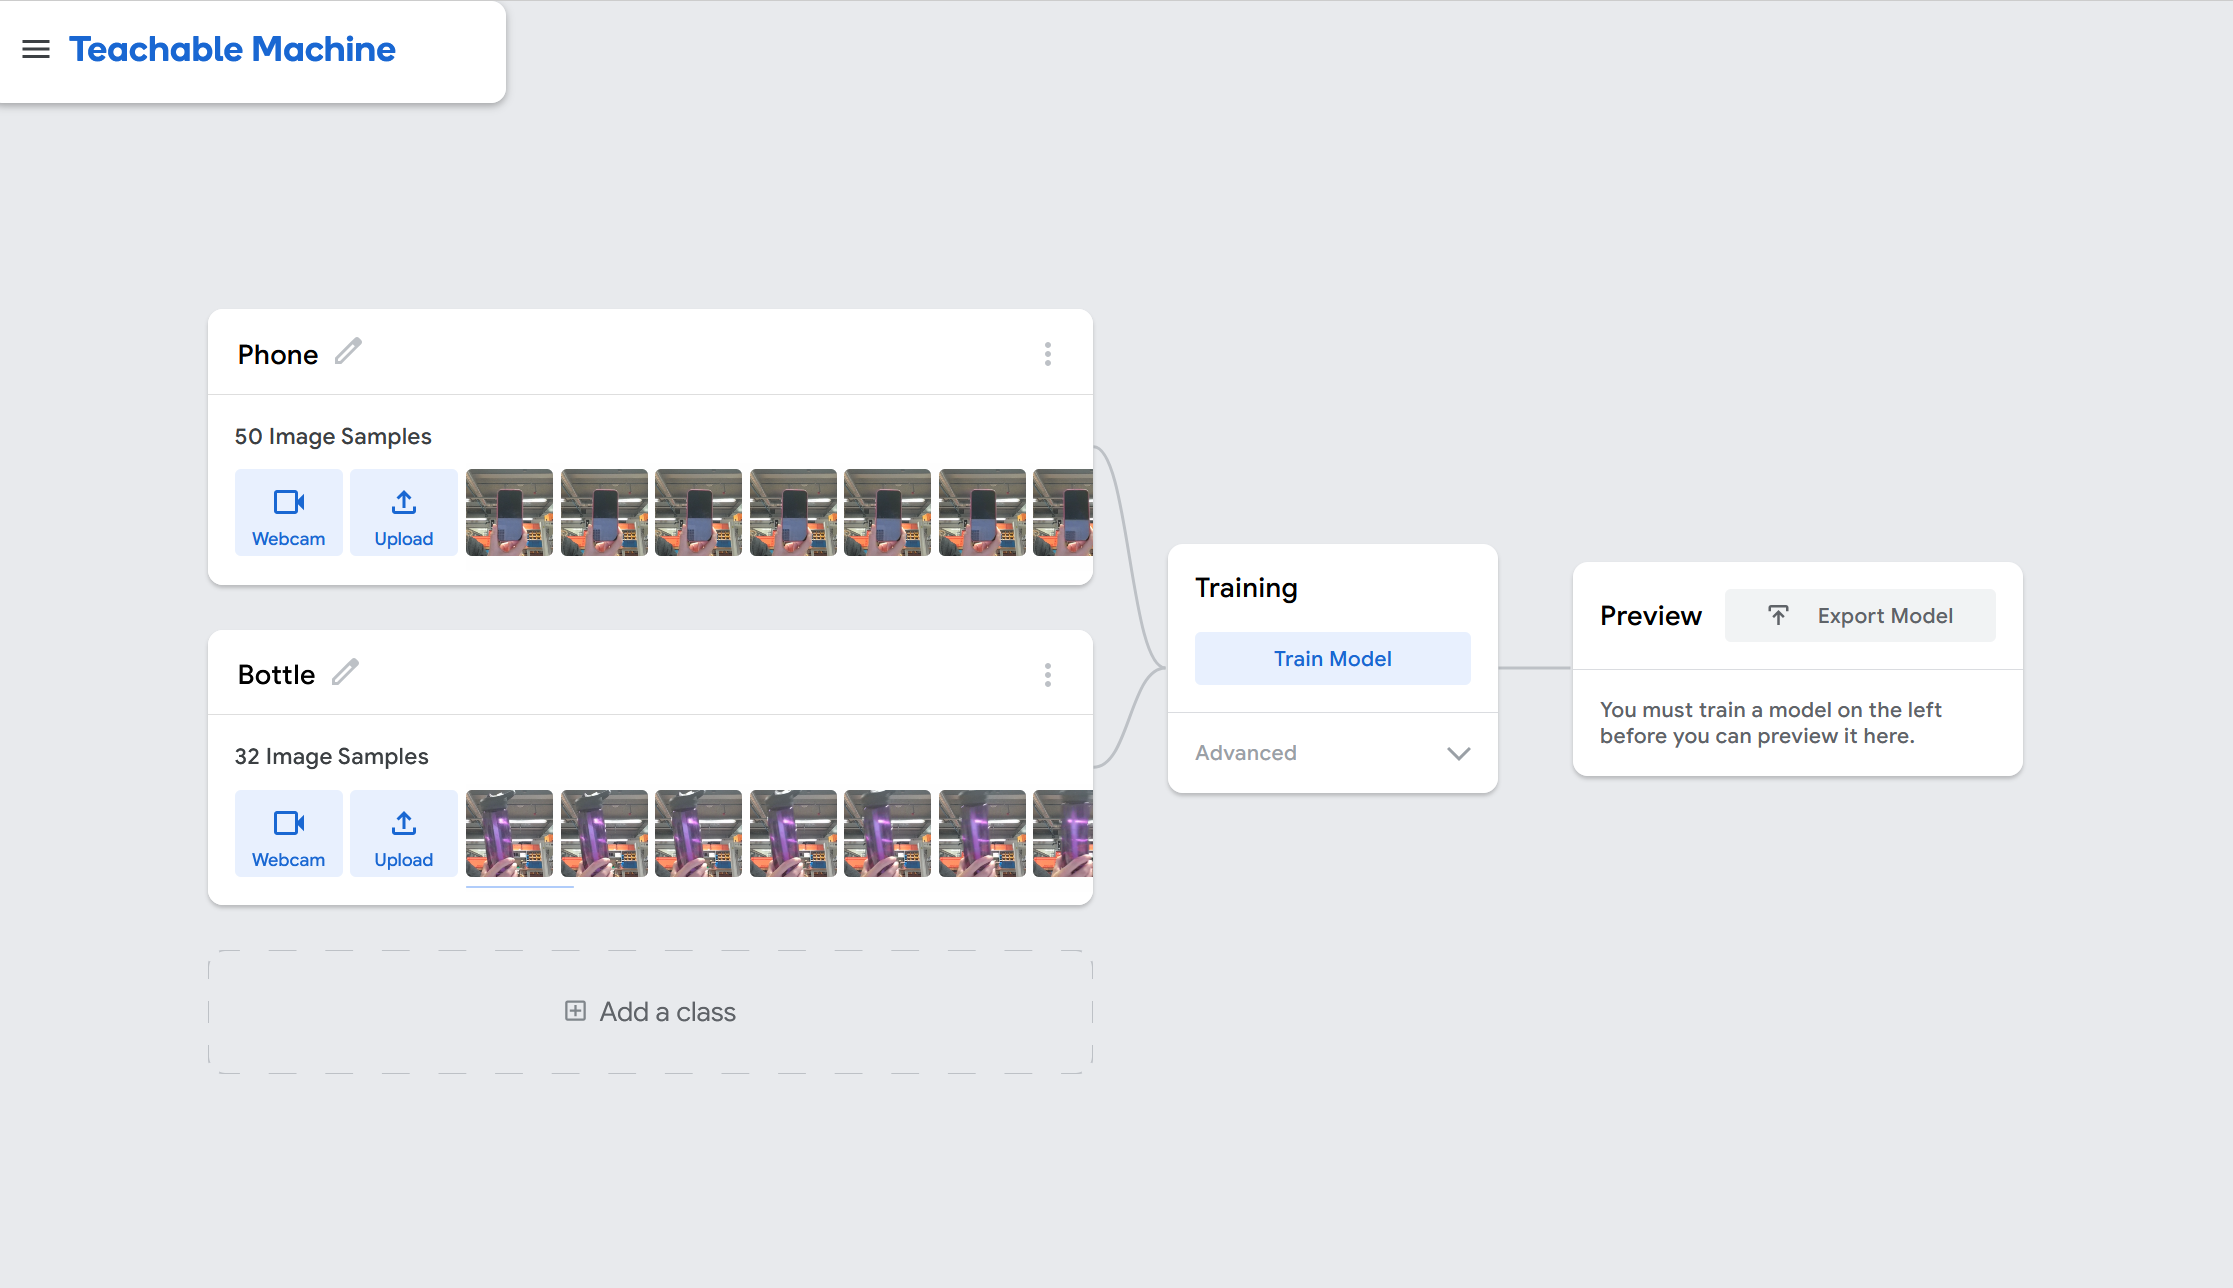 Teachable Machine
Phone
50 Image Samples
Webcam
Upload
Bottle
32 Image Samples
Webcam
Upload
Add a class
Training
Train Model
Advanced
Preview
Export Model
You must train a model on the left
before you can preview it here.